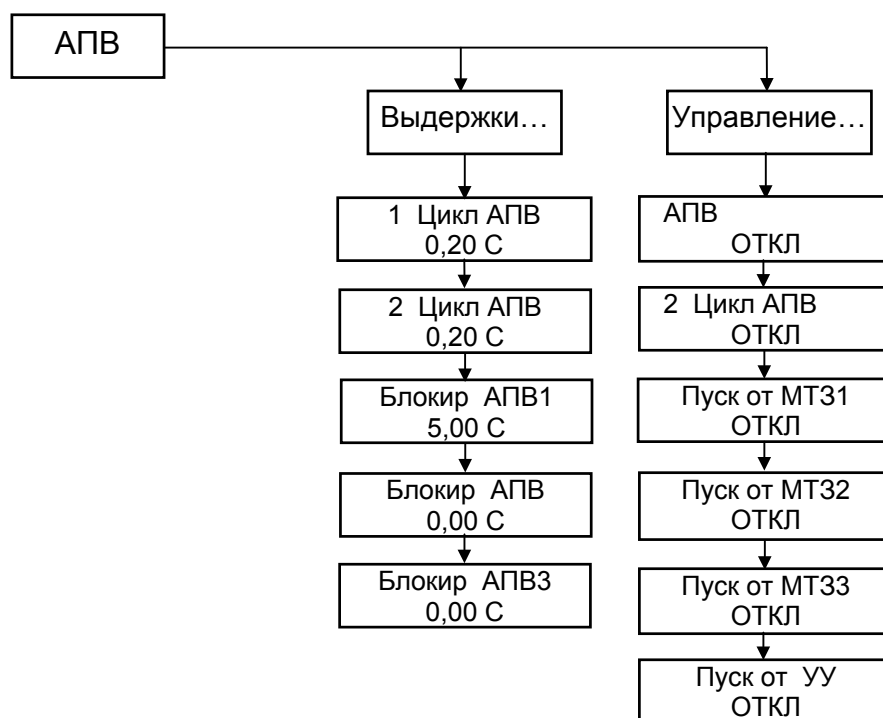 АПВ
Выдержки…
Управление…
1 Цикл АПВ
0,20 С
2 Цикл АПВ
0,20 С
Блокир АПВ1
5,00 С
Блокир АПВ
0,00 С
Блокир АПВ3
0,00 С
АПВ
ОТКЛ
2 Цикл АПВ
ОТКЛ
Пуск от МТЗ1
ОТКЛ
Пуск от МТЗ2
ОТКЛ
Пуск от МТЗ3
ОТКЛ
Пуск от УУ
ОТКЛ